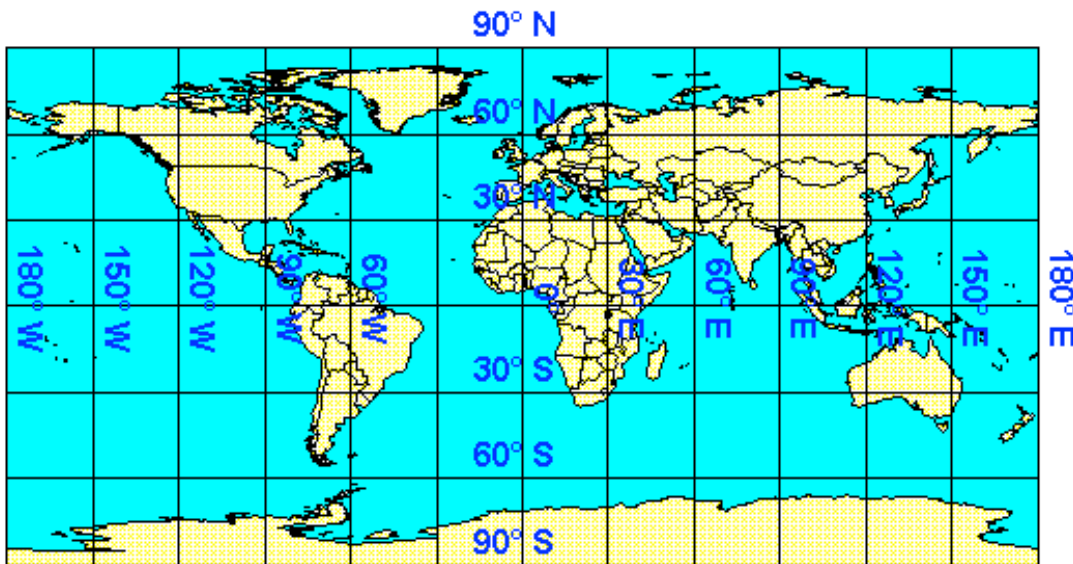 90° N
60° N
30° N
180° W
150° W
120° W
90° W
60° W
0°
30° E
60° E
90° E
120° E
150° E
180° E
30° S
60° S
90° S